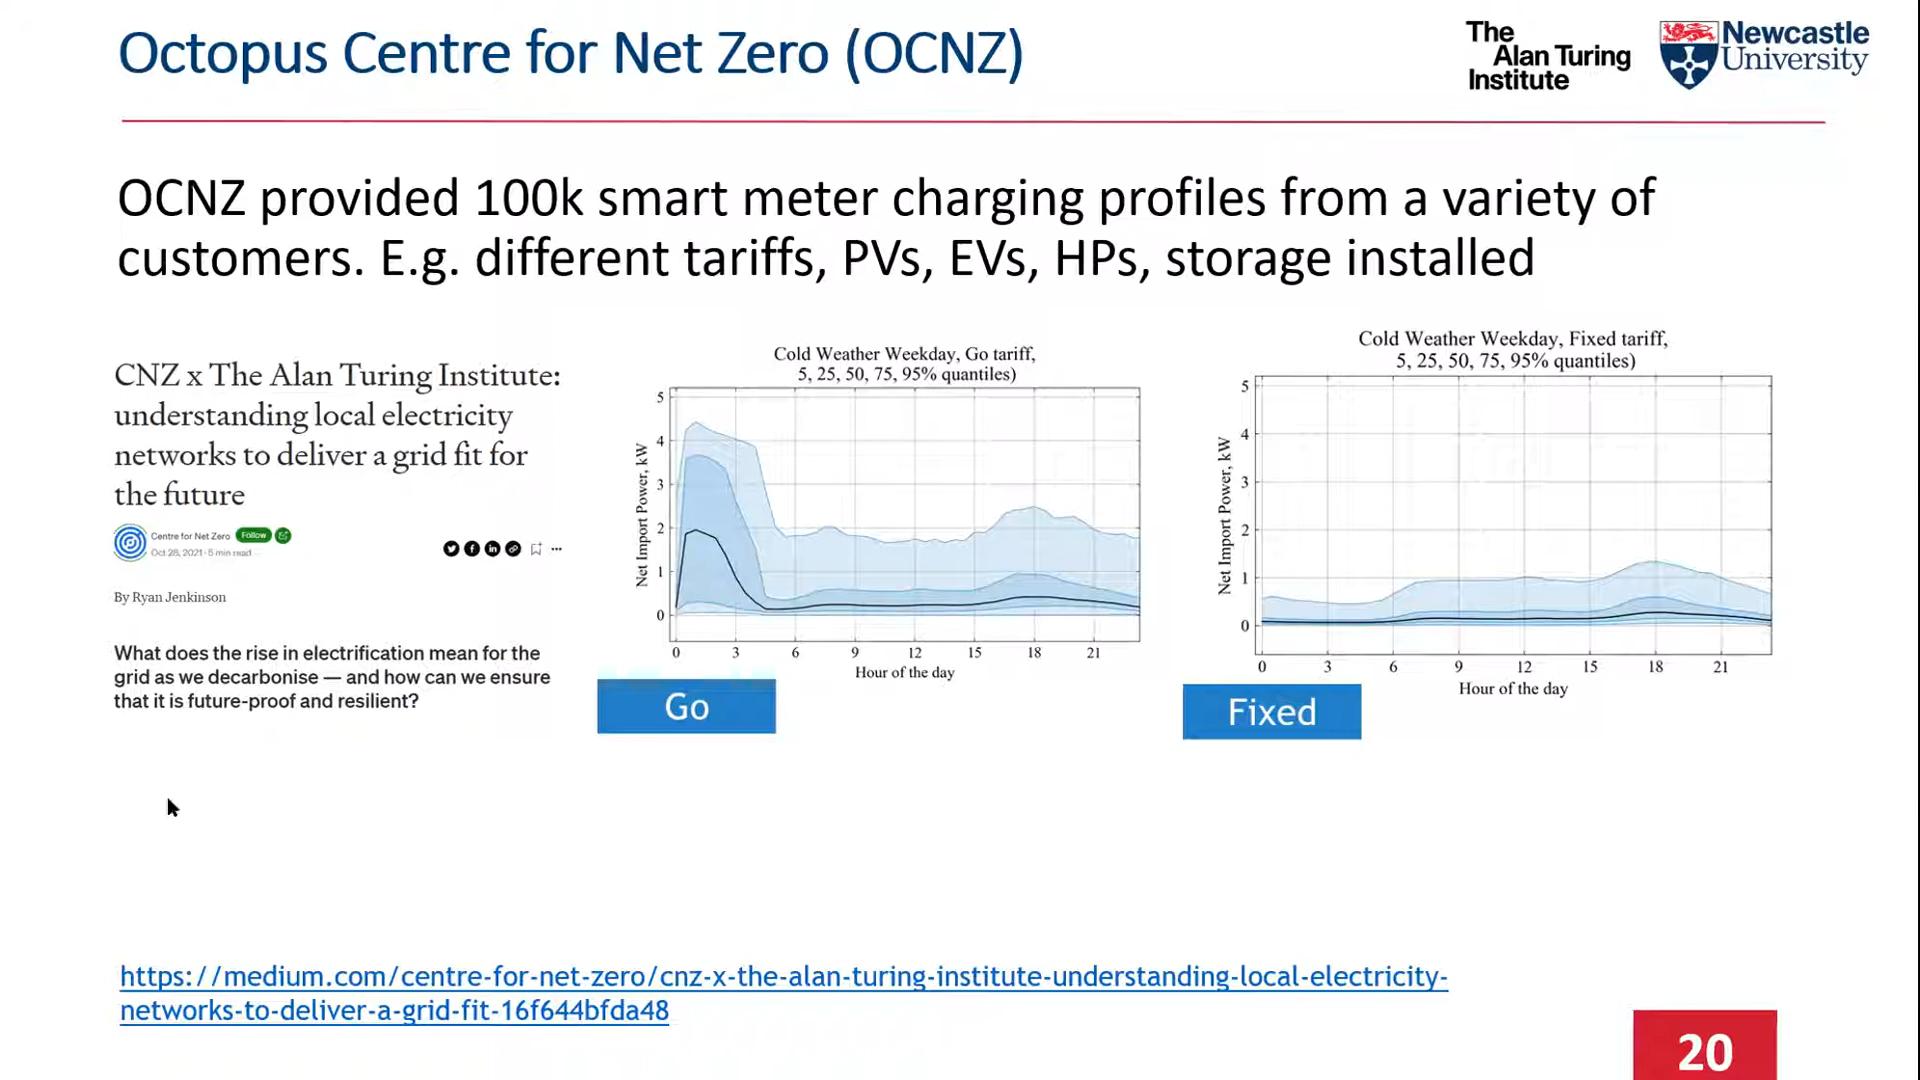 Octopus Centre for Net Zero (OCNZ)
The
Alan Turing
Institute
Newcastle
University
OCNZ provided 100k smart meter charging profiles from a variety of
customers. E.g. different tariffs, PVs, EVs, HPs, storage installed
CNZ x The Alan Turing Institute:
understanding local electricity
networks to deliver a grid fit for
the future
Centre for Net Zero Follow
Oct 28, 2021 · 5 min read
By Ryan Jenkinson
What does the rise in electrification mean for the
grid as we decarbonise — and how can we ensure
that it is future-proof and resilient?
Cold Weather Weekday, Go tariff,
5, 25, 50, 75, 95% quantiles)
Net Import Power, kW
5
4
3
2
1
0
0 3 6 9 12 15 18 21
Hour of the day
Go
Cold Weather Weekday, Fixed tariff,
5, 25, 50, 75, 95% quantiles)
Net Import Power, kW
5
4
3
2
1
0
0 3 6 9 12 15 18 21
Hour of the day
Fixed
https://medium.com/centre-for-net-zero/cnz-x-the-alan-turing-institute-understanding-local-electricity-
networks-to-deliver-a-grid-fit-16f644bfda48
20